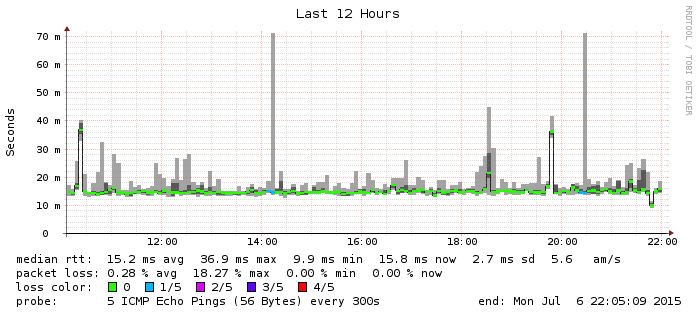 Last 12 Hours
RRDTOOL / TOBI OETIKER
Seconds
70 m
60 m
50 m
40 m
30 m
20 m
10 m
0
12:00 14:00 16:00 18:00 20:00 22:00
median rtt: 15.2 ms avg 36.9 ms max 9.9 ms min 15.8 ms now 2.7 ms sd 5.6 am/s
packet loss: 0.28 % avg 18.27 % max 0.00 % min 0.00 % now
loss color: 0 1/5 2/5 3/5 4/5
probe: 5 ICMP Echo Pings (56 Bytes) every 300s end: Mon Jul 6 22:05:09 2015